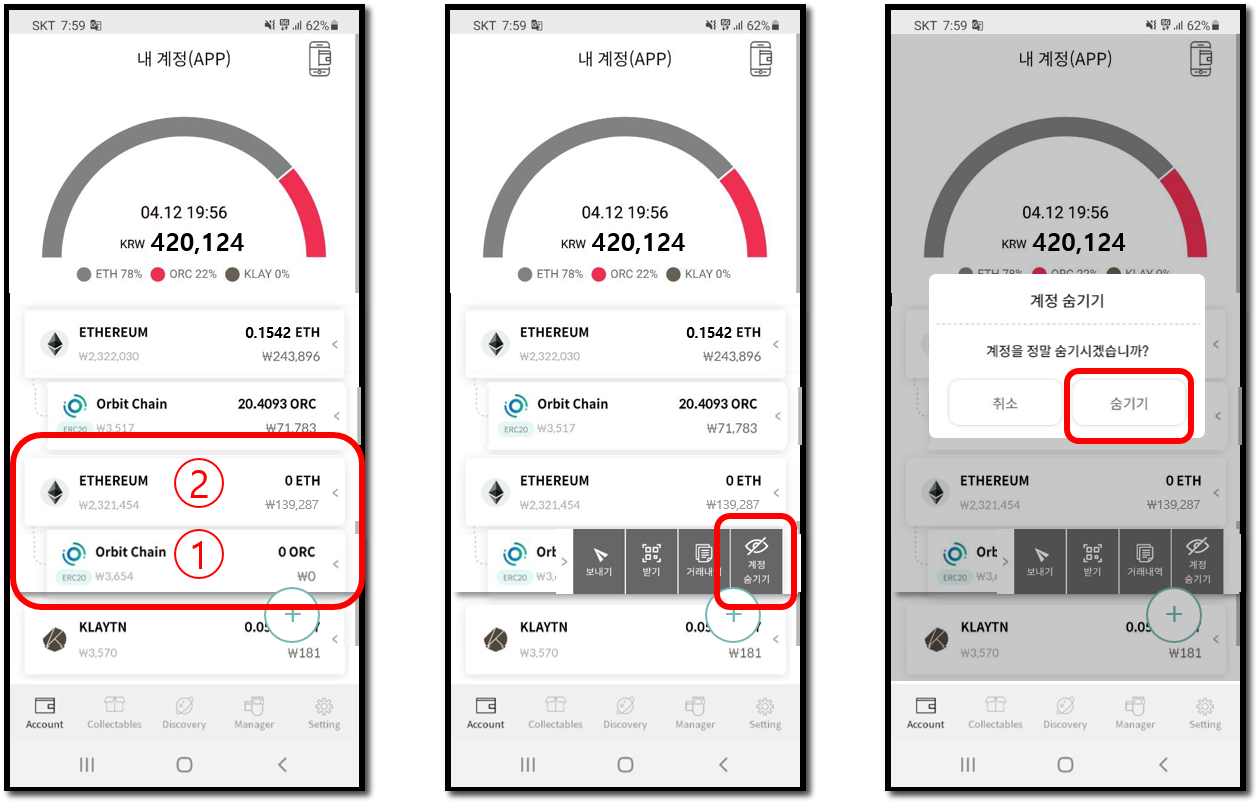 SKT 7:59 62%
내 계정(APP)
04.12 19:56
KRW 420,124
ETH 78% ORC 22% KLAY 0%
ETHEREUM 0.1542 ETH
₩2,322,030 ₩243,896
Orbit Chain 20.4093 ORC
ERC20 ₩3,517 ₩71,783
ETHEREUM ② 0 ETH
₩2,321,454 ₩139,287
Orbit Chain ① 0 ORC
ERC20 ₩3,654 ₩0
KLAYTN 0.05
₩3,570 ₩181
Account Collectables Discovery Manager Setting
SKT 7:59 62%
내 계정(APP)
04.12 19:56
KRW 420,124
ETH 78% ORC 22% KLAY 0%
ETHEREUM 0.1542 ETH
₩2,322,030 ₩243,896
Orbit Chain 20.4093 ORC
ERC20 ₩3,517 ₩71,783
ETHEREUM 0 ETH
₩2,321,454 ₩139,287
Orb
ERC20 ₩3,
보내기 받기 거래내역 계정 숨기기
KLAYTN 0.05
₩3,570 ₩181
Account Collectables Discovery Manager Setting
SKT 7:59 62%
내 계정(APP)
04.12 19:56
KRW 420,124
ETH 78% ORC 22% KLAY 0%
계정 숨기기
계정을 정말 숨기시겠습니까?
취소 숨기기
ETHEREUM 0 ETH
₩2,321,454 ₩139,287
Orb
ERC20 ₩3,
보내기 받기 거래내역 계정 숨기기
KLAYTN 0.05
₩3,570 ₩181
Account Collectables Discovery Manager Setting